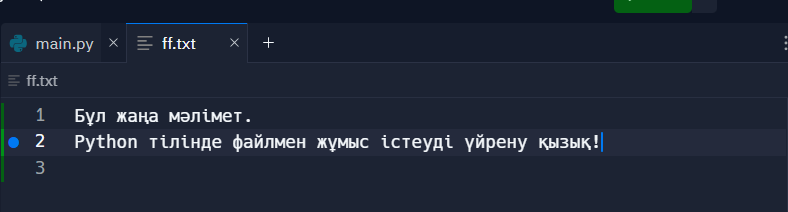 main.py
ff.txt
ff.txt
1 Бұл жаңа мәлімет.
2 Python тілінде файлмен жұмыс істеуді үйрену қызық!
3